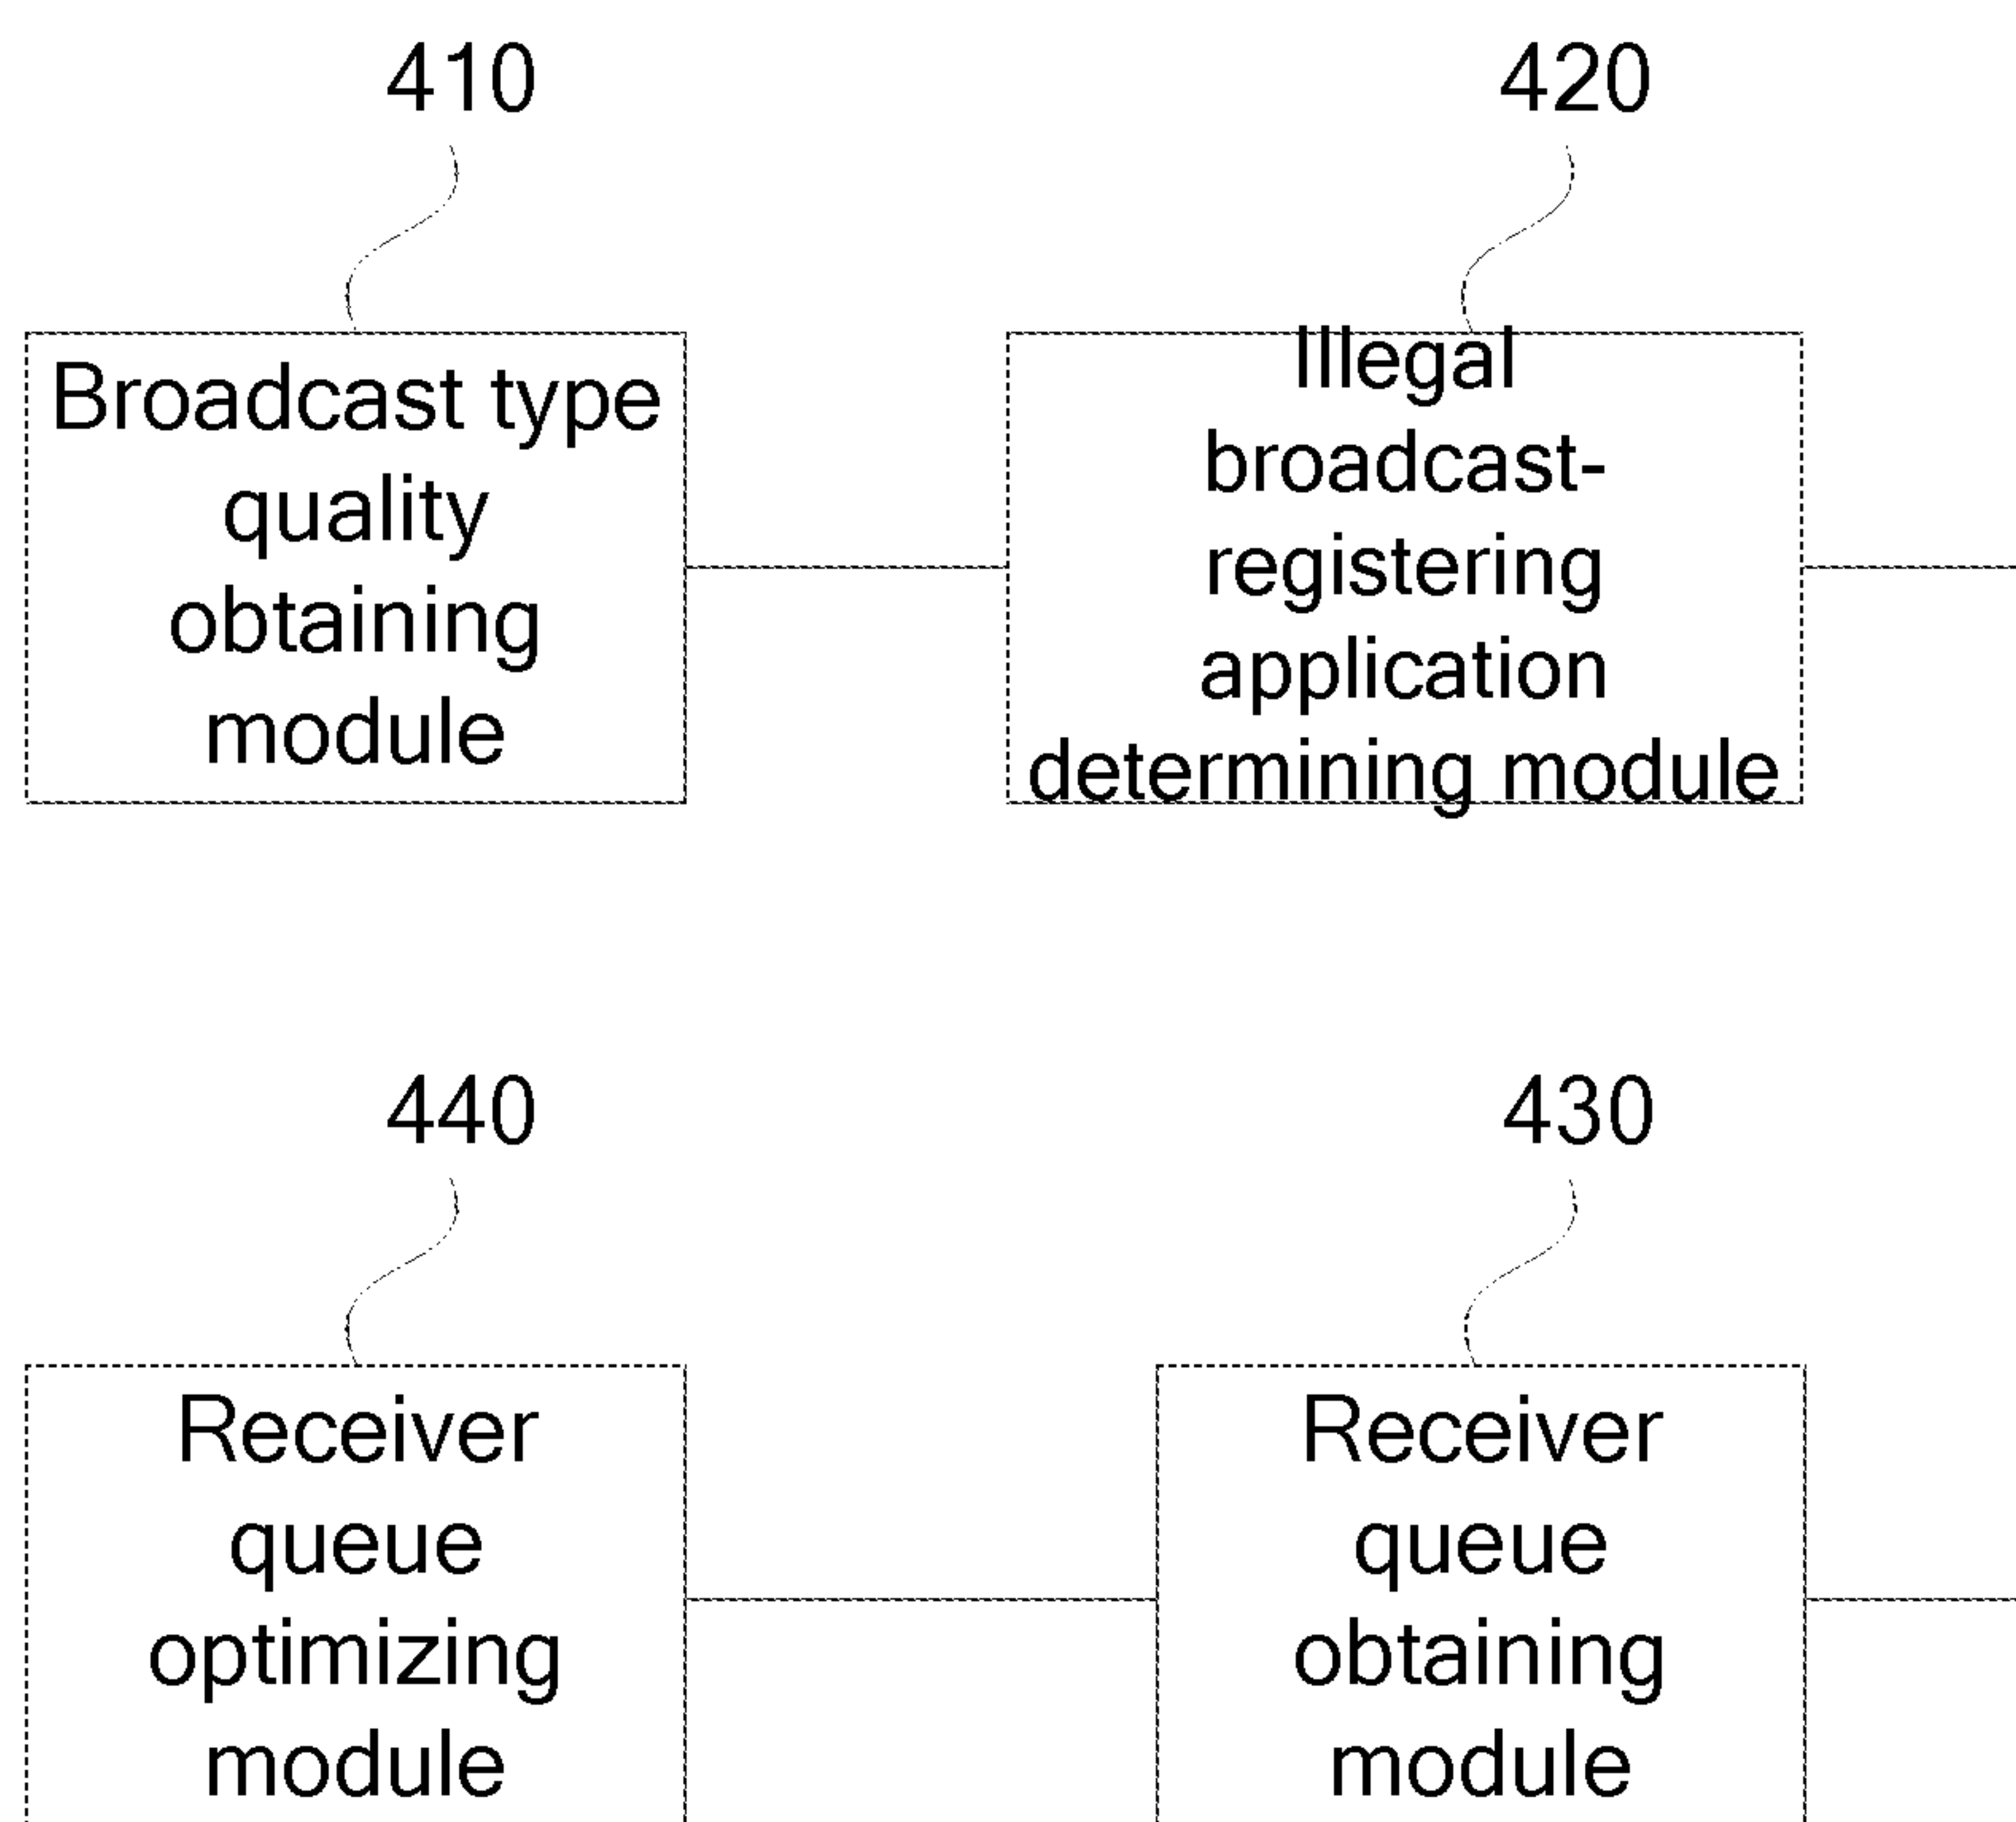 410
420
Broadcast type
quality
obtaining
module
Illegal
broadcast-
registering
application
determining module
440
430
Receiver
queue
optimizing
module
Receiver
queue
obtaining
module